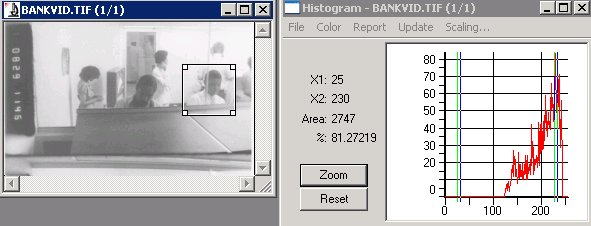 BANKVID.TIF (1/1)
Histogram - BANKVID.TIF (1/1)
File Color Report Update Scaling...
X1: 25
X2: 230
Area: 2747
%: 81.27219
Zoom
Reset
80
70
60
50
40
30
20
10
0
0 100 200